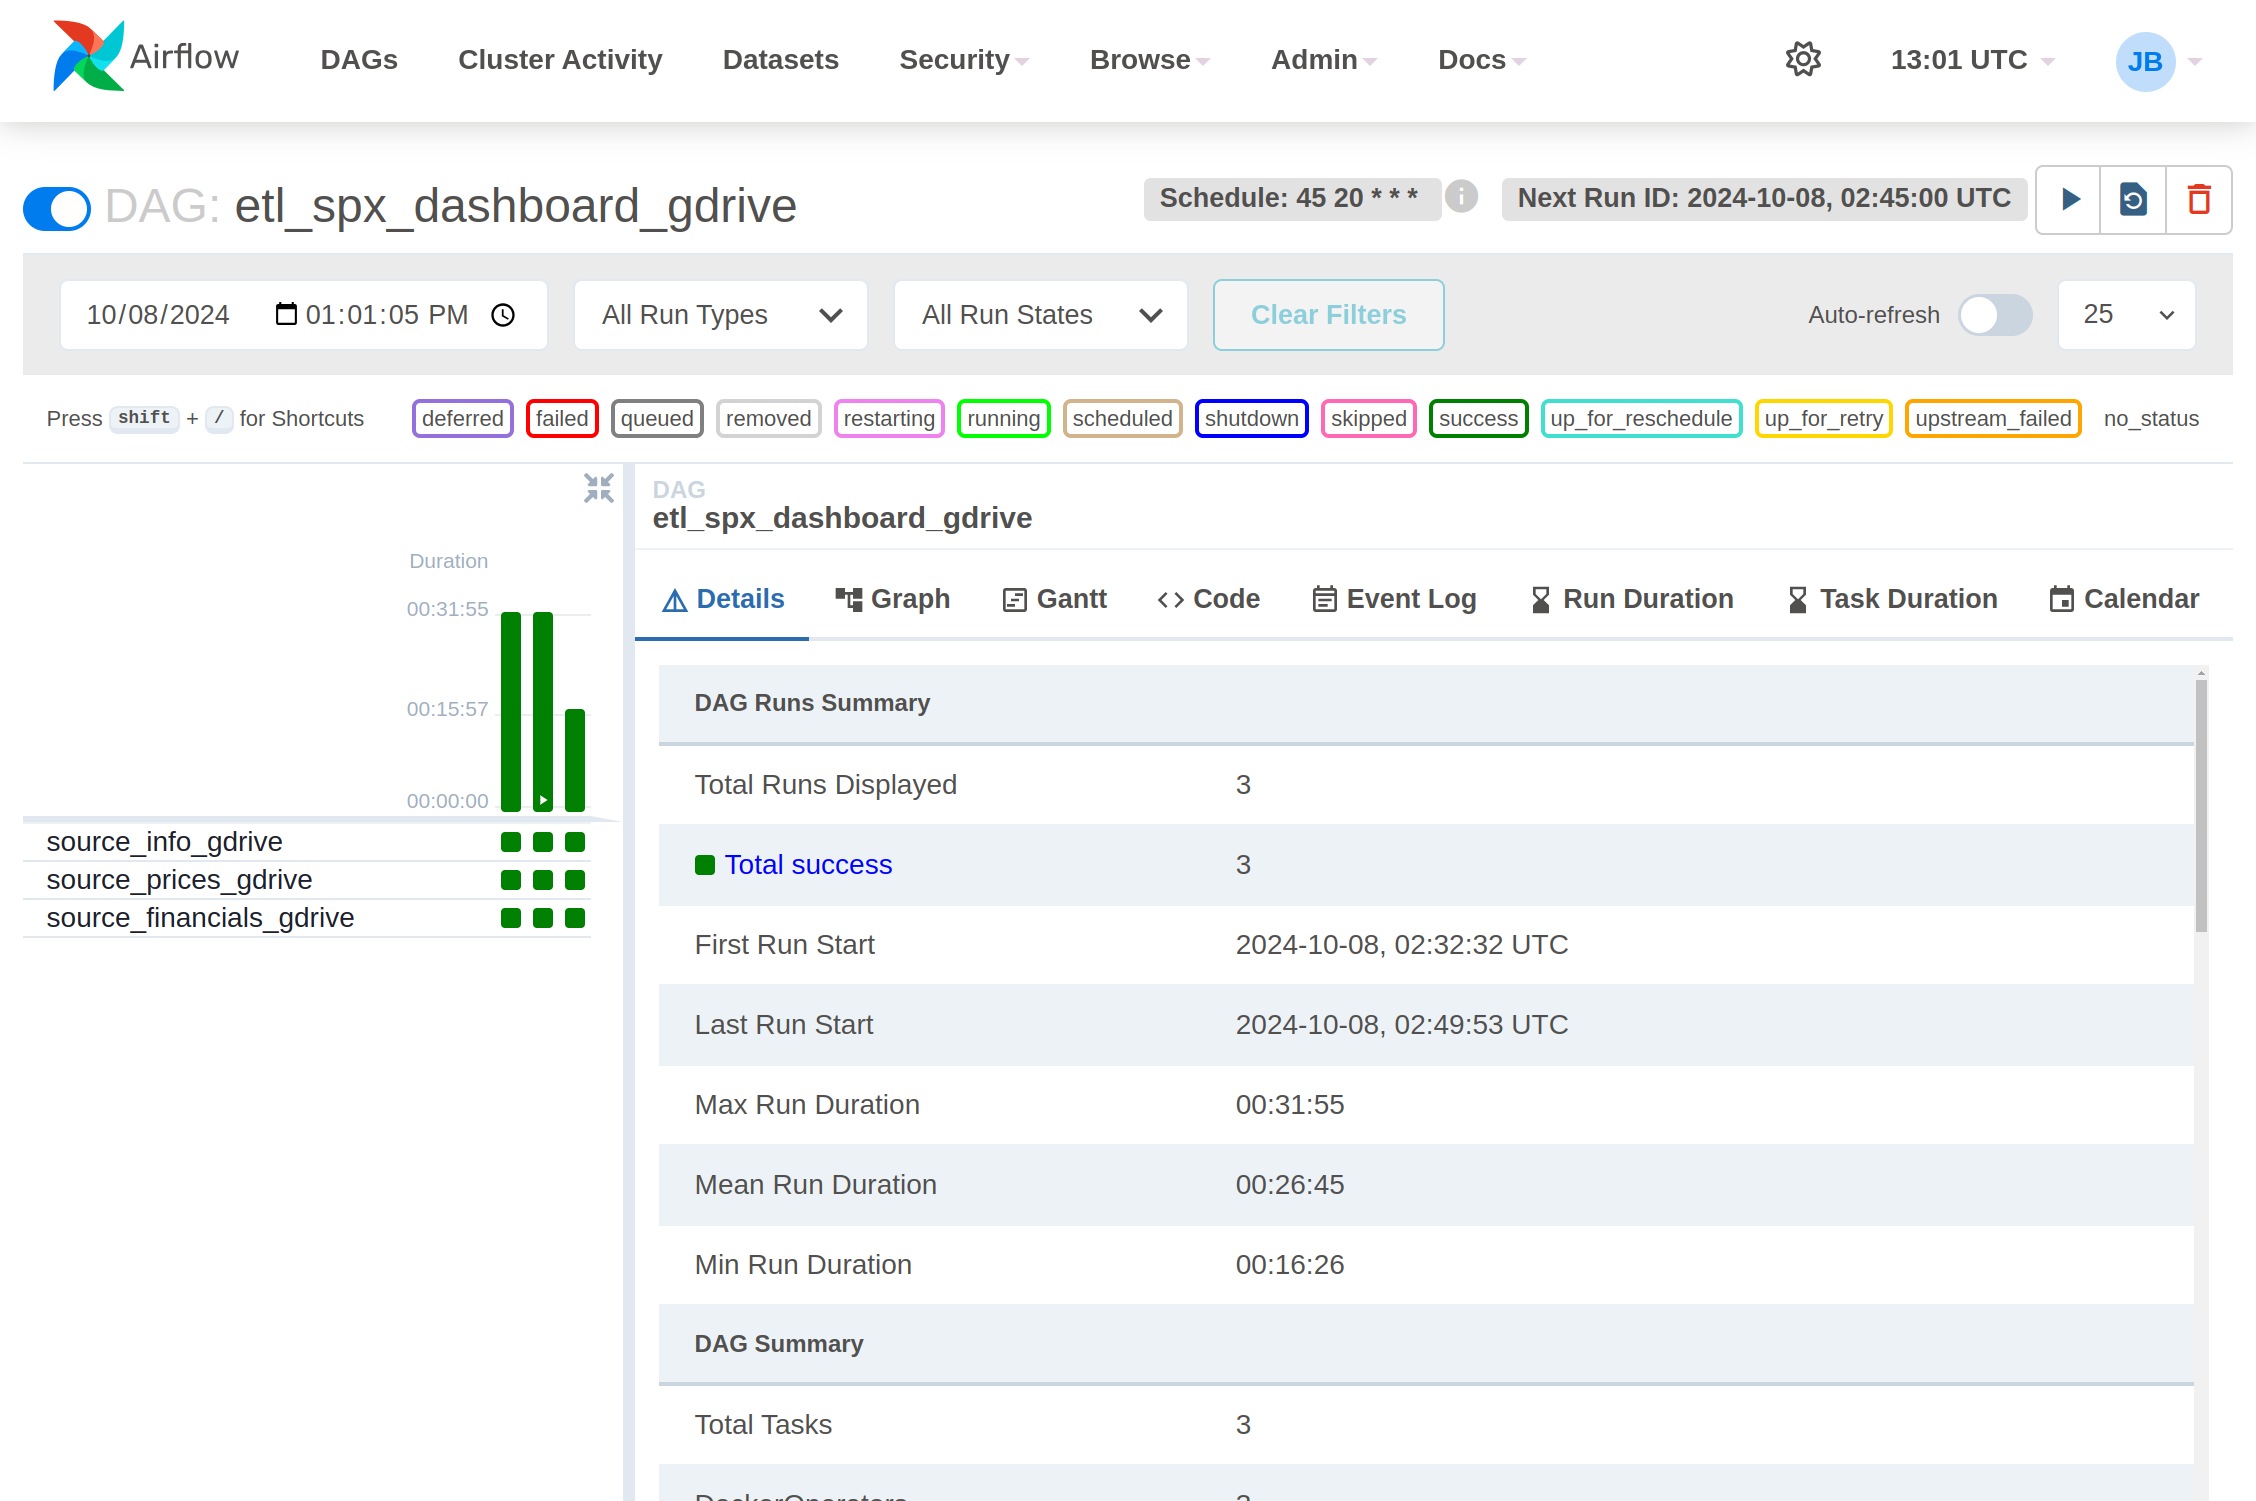 Airflow DAGs Cluster Activity Datasets Security Browse Admin Docs 13:01 UTC JB
DAG: etl_spx_dashboard_gdrive Schedule: 45 20 * * * Next Run ID: 2024-10-08, 02:45:00 UTC
10/08/2024 01:01:05 PM All Run Types All Run States Clear Filters Auto-refresh 25
Press shift + / for Shortcuts deferred failed queued removed restarting running scheduled shutdown skipped success up_for_reschedule up_for_retry upstream_failed no_status
Duration
00:31:55
00:15:57
00:00:00
source_info_gdrive
source_prices_gdrive
source_financials_gdrive
DAG
etl_spx_dashboard_gdrive
Details Graph Gantt Code Event Log Run Duration Task Duration Calendar
DAG Runs Summary
Total Runs Displayed 3
Total success 3
First Run Start 2024-10-08, 02:32:32 UTC
Last Run Start 2024-10-08, 02:49:53 UTC
Max Run Duration 00:31:55
Mean Run Duration 00:26:45
Min Run Duration 00:16:26
DAG Summary
Total Tasks 3
DockerOperators 3